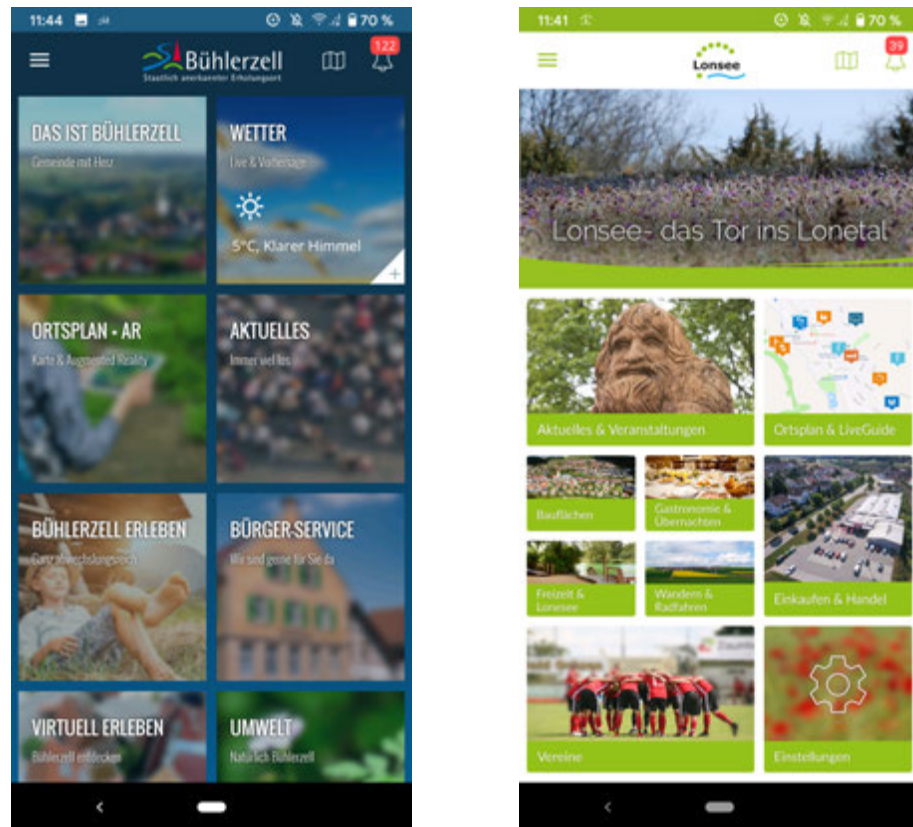 11:44
70 %
Bühlerzell
Staatlich anerkannter Erholungsort
122
DAS IST BÜHLERZELL
Gemeinde mit Herz
WETTER
Live & Vorhersage
5°C, Klarer Himmel
+
ORTSPLAN + AR
Karte & Augmented Reality
AKTUELLES
Immer viel los
BÜHLERZELL ERLEBEN
Ganz abwechslungsreich
BÜRGER-SERVICE
Wir sind gerne für Sie da
VIRTUELL ERLEBEN
Bühlerzell entdecken
UMWELT
Natürlich Bühlerzell
11:41
70 %
Lonsee
39
Lonsee- das Tor ins Lonetal
Aktuelles & Veranstaltungen
Ortsplan & LiveGuide
Bauflächen
Gastronomie &
Übernachten
Freizeit &
Lonesee
Wandern &
Radfahren
Einkaufen & Handel
Vereine
Einstellungen